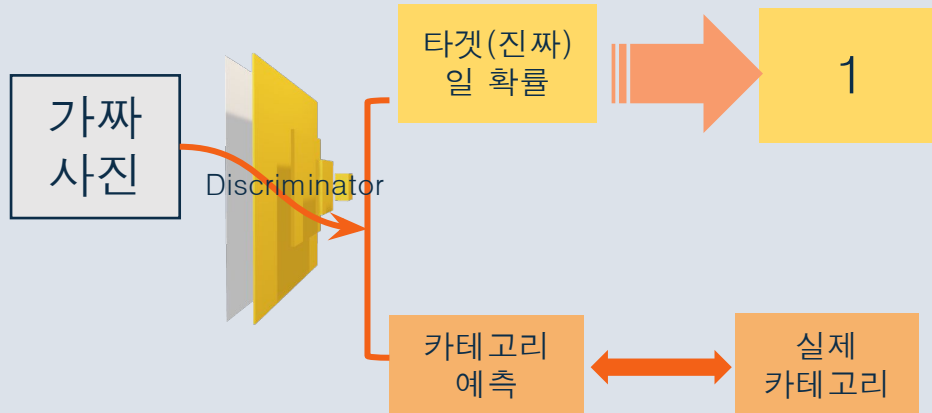 가짜
사진
Discriminator
타겟(진짜)
일 확률
1
카테고리
예측
실제
카테고리